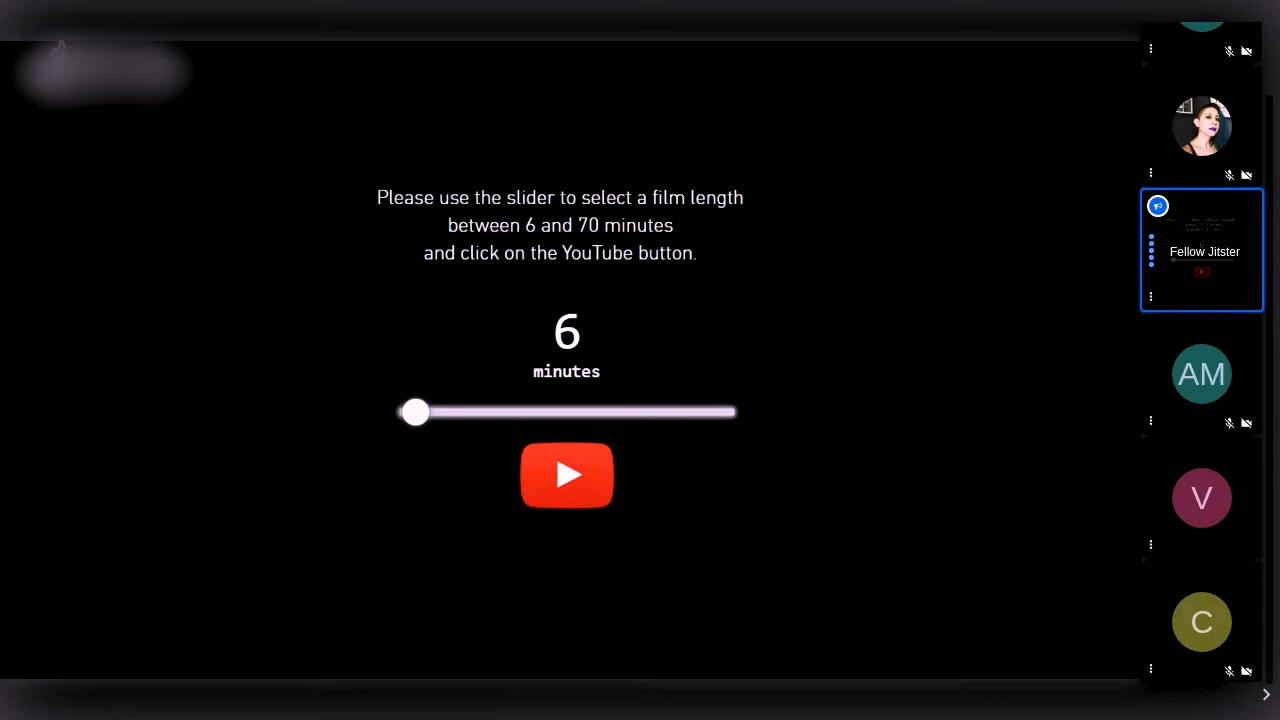 Please use the slider to select a film length
between 6 and 70 minutes
and click on the YouTube button.
6
minutes
Fellow Jitster
AM
V
C